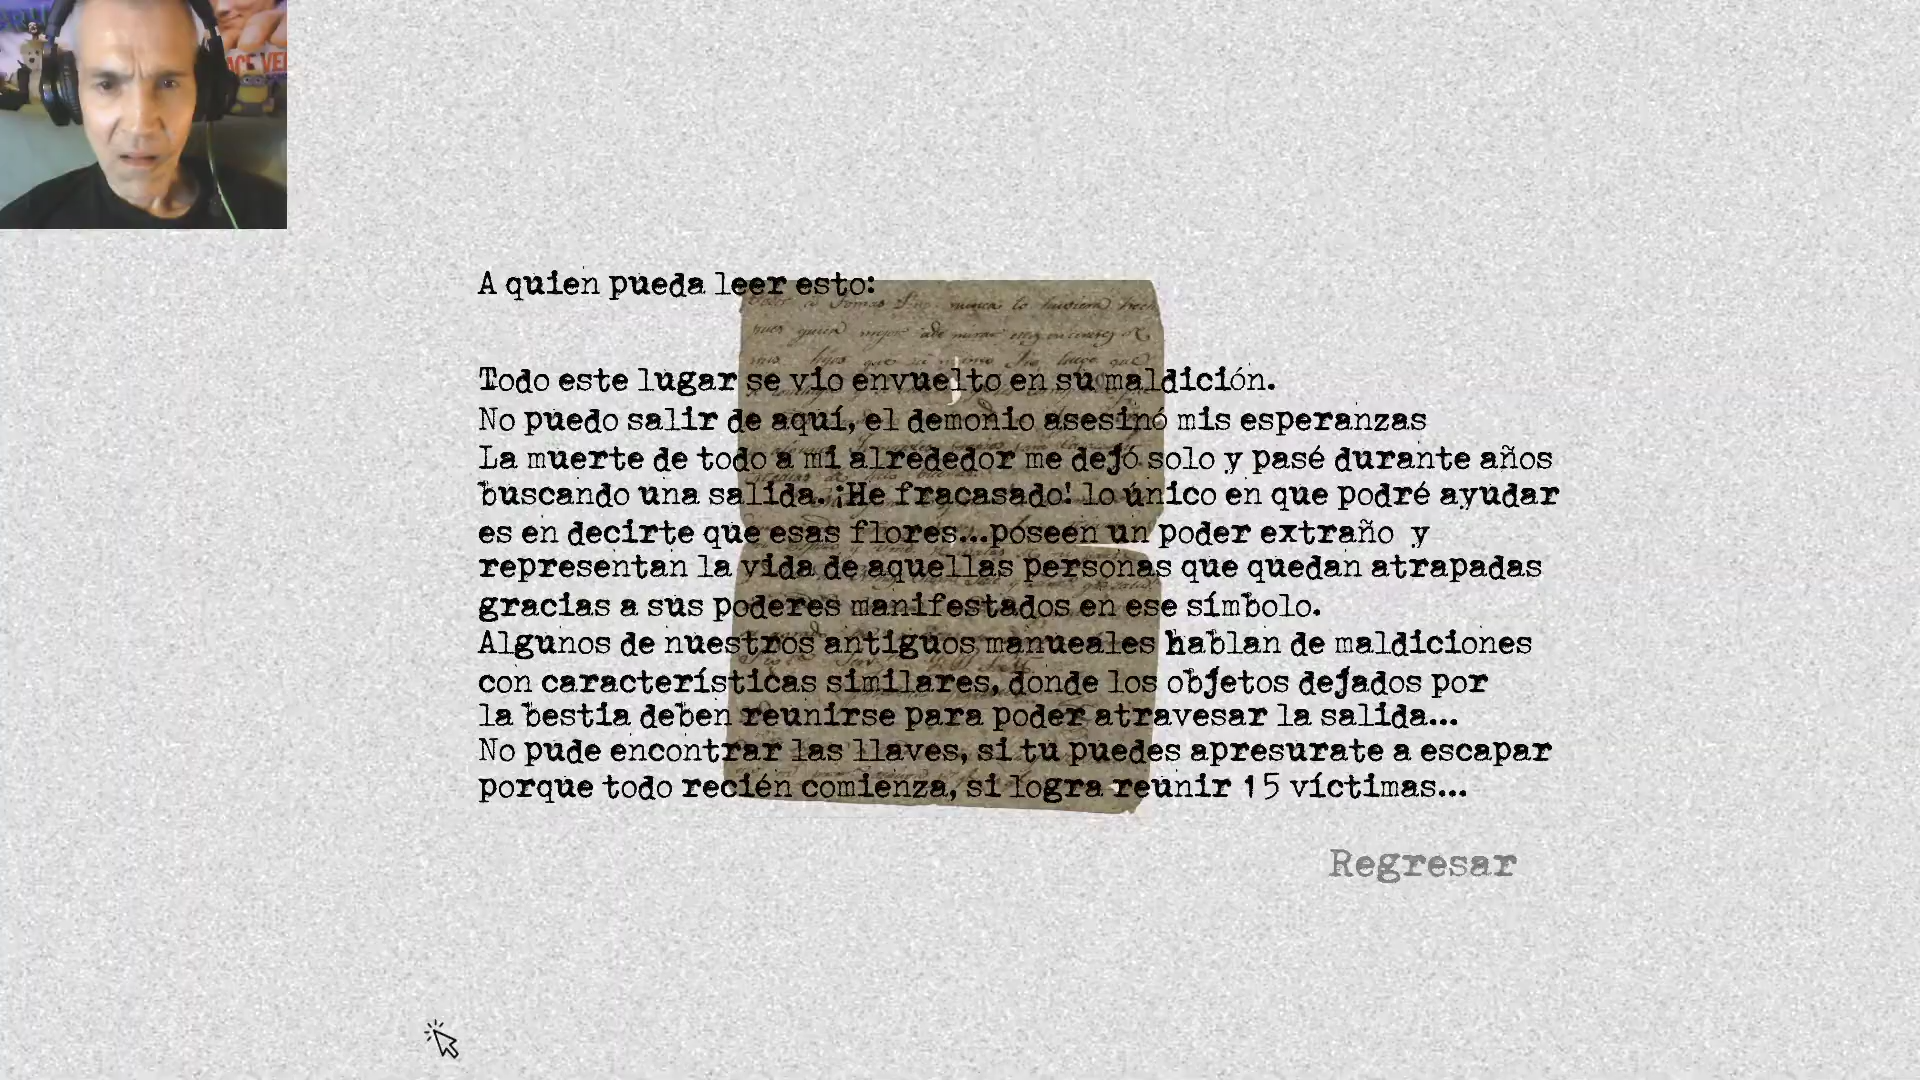 ACE VE
A quien pueda leer esto:
Todo este lugar se vio envuelto en su maldición.
No puedo salir de aquí, el demonio asesinó mis esperanzas
La muerte de todo a mi alrededor me dejó solo y pasé durante años
buscando una salida. ¡He fracasado! lo único en que podré ayudar
es en decirte que esas flores...poseen un poder extraño y
representan la vida de aquellas personas que quedan atrapadas
gracias a sus poderes manifestados en ese símbolo.
Algunos de nuestros antiguos manueales hablan de maldiciones
con características similares, donde los objetos dejados por
la bestia deben reunirse para poder atravesar la salida...
No pude encontrar las llaves, si tu puedes apresurate a escapar
porque todo recién comienza, si logra reunir 15 víctimas...
Regresar